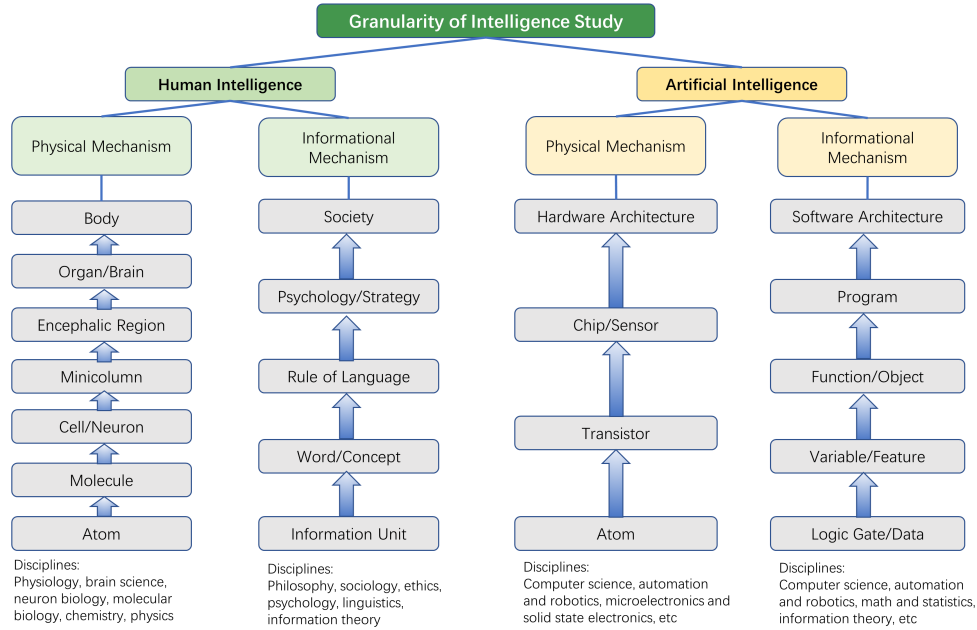 Granularity of Intelligence Study
Human Intelligence
Artificial Intelligence
Physical Mechanism
Informational
Mechanism
Physical Mechanism
Informational
Mechanism
Body
Organ/Brain
Encephalic Region
Minicolumn
Cell/Neuron
Molecule
Atom
Disciplines:
Physiology, brain science,
neuron biology, molecular
biology, chemistry, physics
Society
Psychology/Strategy
Rule of Language
Word/Concept
Information Unit
Disciplines:
Philosophy, sociology, ethics,
psychology, linguistics,
information theory
Hardware Architecture
Chip/Sensor
Transistor
Atom
Disciplines:
Computer science, automation
and robotics, microelectronics and
solid state electronics, etc
Software Architecture
Program
Function/Object
Variable/Feature
Logic Gate/Data
Disciplines:
Computer science, automation
and robotics, math and statistics,
information theory, etc